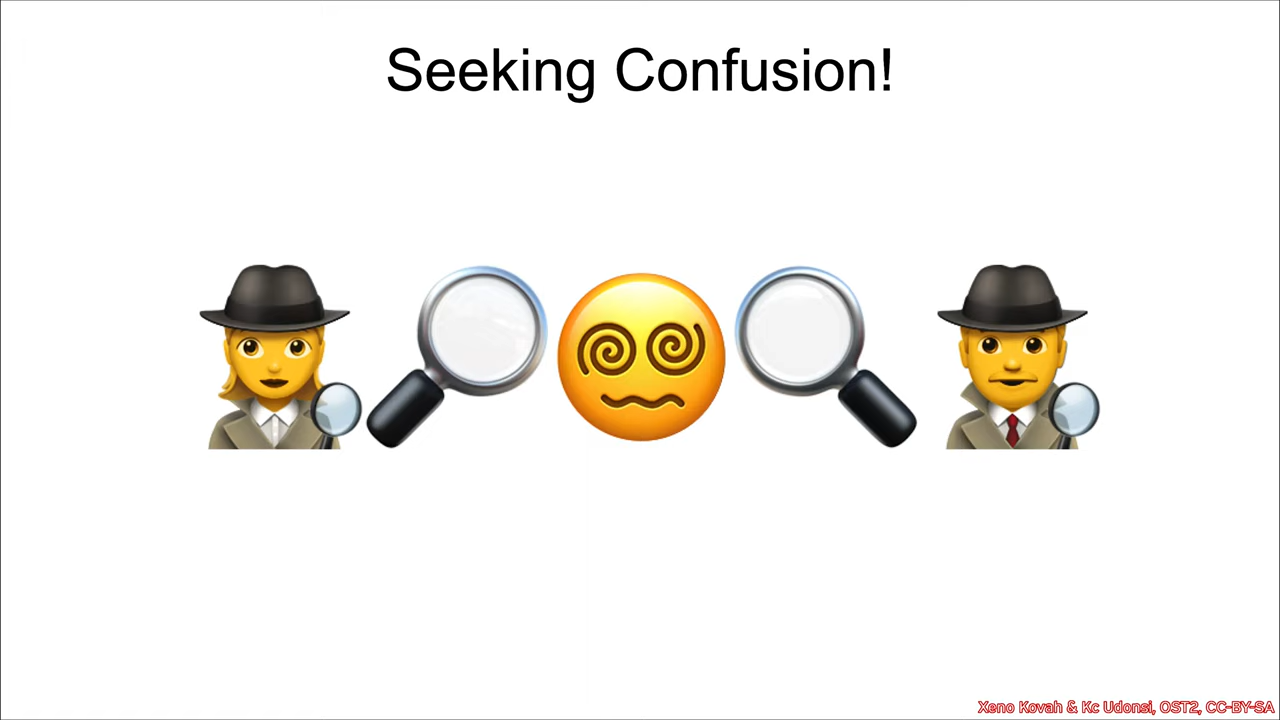 Seeking Confusion!
Xeno Kovah & Kc Udonsi, OST2, CC-BY-SA